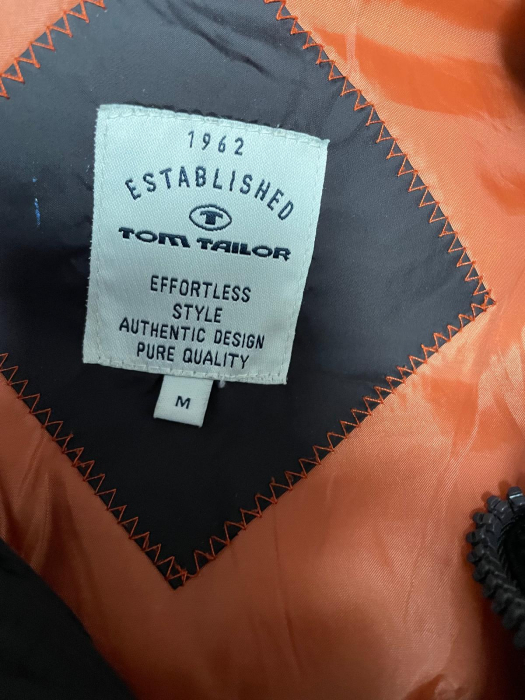 1962
ESTABLISHED
T
TOM TAILOR
EFFORTLESS
STYLE
AUTHENTIC DESIGN
PURE QUALITY
M